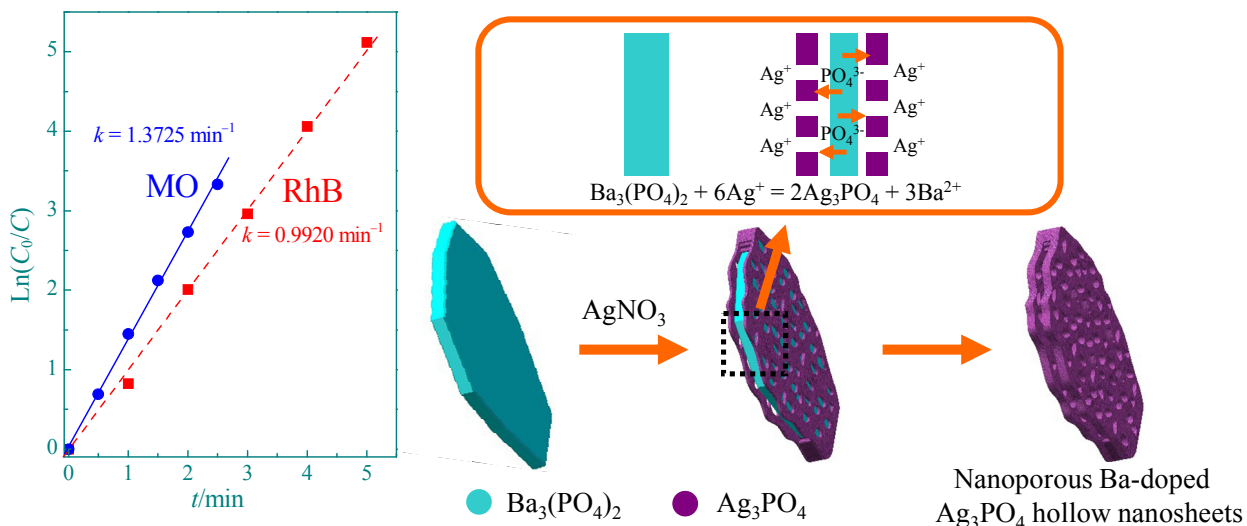 Ln(C₀/C)
5
4
3
2
1
0
k = 1.3725 min⁻¹
MO
RhB
k = 0.9920 min⁻¹
0 1 2 3 4 5
t/min
Ag⁺ PO₄³⁻ Ag⁺
Ag⁺ Ag⁺
Ag⁺ PO₄³⁻ Ag⁺
Ba₃(PO₄)₂ + 6Ag⁺ = 2Ag₃PO₄ + 3Ba²⁺
AgNO₃
Ba₃(PO₄)₂
Ag₃PO₄
Nanoporous Ba-doped
Ag₃PO₄ hollow nanosheets